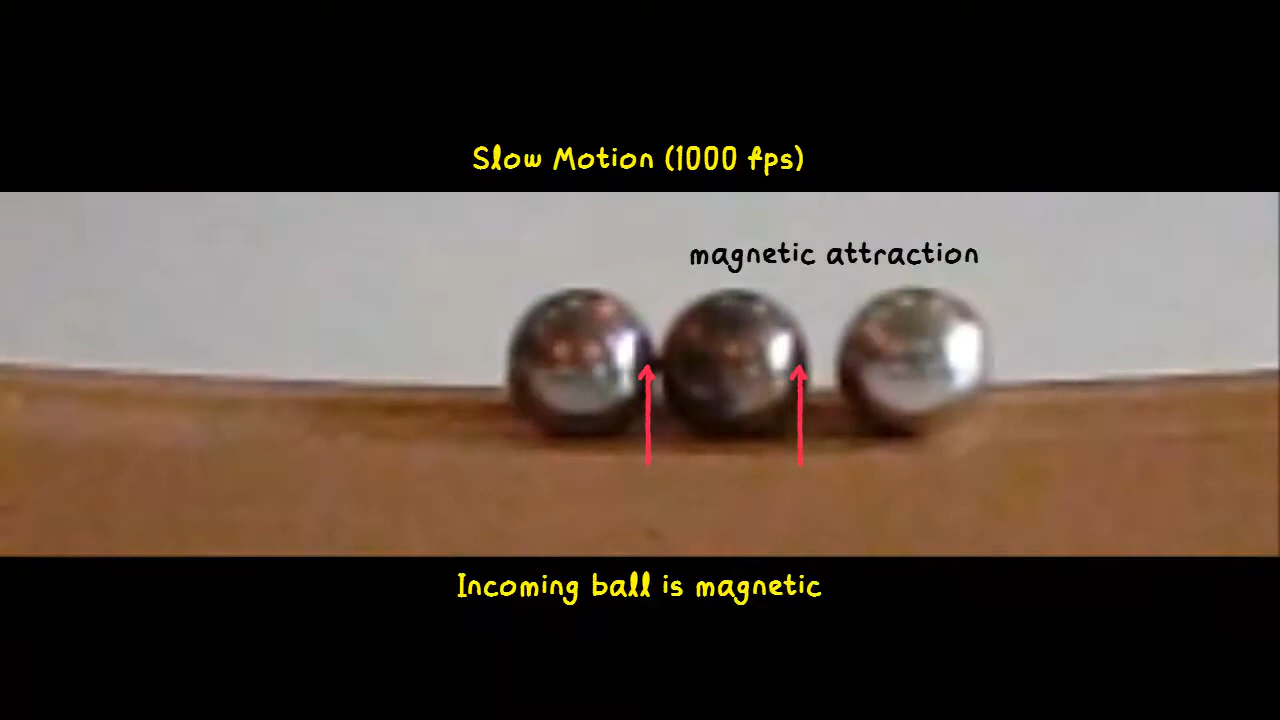 Slow Motion (1000 fps)
magnetic attraction
Incoming ball is magnetic